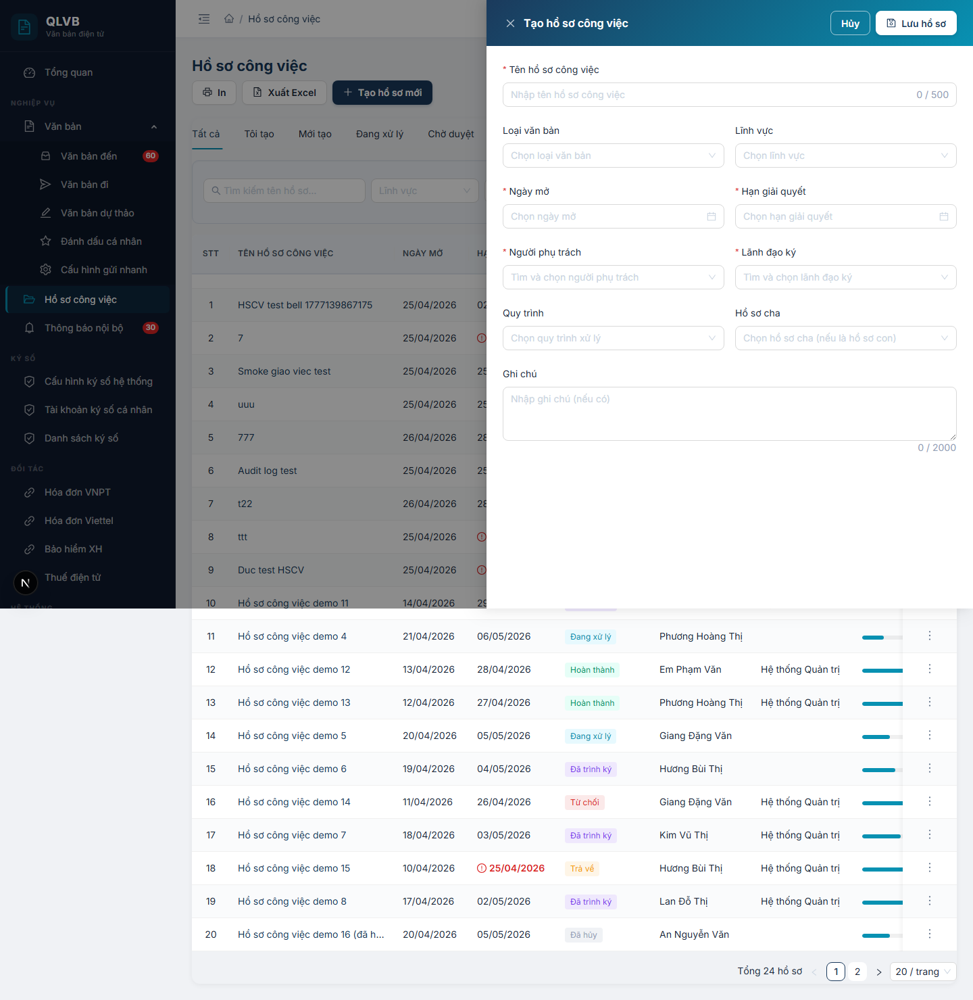 QLVB
Văn bản điện tử
Tổng quan
NGHIỆP VỤ
Văn bản
Văn bản đến 60
Văn bản đi
Văn bản dự thảo
Đánh dấu cá nhân
Cấu hình gửi nhanh
Hồ sơ công việc
Thông báo nội bộ 30
KÝ SỐ
Cấu hình ký số hệ thống
Tài khoản ký số cá nhân
Danh sách ký số
ĐỐI TÁC
Hóa đơn VNPT
Hóa đơn Viettel
Bảo hiểm XH
Thuế điện tử
HỆ THỐNG
/ Hồ sơ công việc
Hồ sơ công việc
In
Xuất Excel
Tạo hồ sơ mới
Tất cả Tôi tạo Mới tạo Đang xử lý Chờ duyệt
Tìm kiếm tên hồ sơ...
Lĩnh vực
STT TÊN HỒ SƠ CÔNG VIỆC NGÀY MỞ
1 HSCV test bell 1777139867175 25/04/2026 02
2 7 25/04/2026
3 Smoke giao viec test 25/04/2026 25
4 uuu 25/04/2026 25
5 777 26/04/2026 28
6 Audit log test 25/04/2026 25
7 t22 26/04/2026 28
8 ttt 25/04/2026
9 Duc test HSCV 25/04/2026
10 Hồ sơ công việc demo 11 14/04/2026 29
11 Hồ sơ công việc demo 4 21/04/2026 06/05/2026 Đang xử lý Phương Hoàng Thị
12 Hồ sơ công việc demo 12 13/04/2026 28/04/2026 Hoàn thành Em Phạm Văn Hệ thống Quản trị
13 Hồ sơ công việc demo 13 12/04/2026 27/04/2026 Hoàn thành Phương Hoàng Thị Hệ thống Quản trị
14 Hồ sơ công việc demo 5 20/04/2026 05/05/2026 Đang xử lý Giang Đặng Văn
15 Hồ sơ công việc demo 6 19/04/2026 04/05/2026 Đã trình ký Hương Bùi Thị
16 Hồ sơ công việc demo 14 11/04/2026 26/04/2026 Từ chối Giang Đặng Văn Hệ thống Quản trị
17 Hồ sơ công việc demo 7 18/04/2026 03/05/2026 Đã trình ký Kim Vũ Thị Hệ thống Quản trị
18 Hồ sơ công việc demo 15 10/04/2026 25/04/2026 Trả về Hương Bùi Thị Hệ thống Quản trị
19 Hồ sơ công việc demo 8 17/04/2026 02/05/2026 Đã trình ký Lan Đỗ Thị Hệ thống Quản trị
20 Hồ sơ công việc demo 16 (đã h... 20/04/2026 05/05/2026 Đã hủy An Nguyễn Văn
Tổng 24 hồ sơ 1 2 20 / trang
Tạo hồ sơ công việc
Hủy
Lưu hồ sơ
* Tên hồ sơ công việc
Nhập tên hồ sơ công việc 0 / 500
Loại văn bản
Chọn loại văn bản
Lĩnh vực
Chọn lĩnh vực
* Ngày mở
Chọn ngày mở
* Hạn giải quyết
Chọn hạn giải quyết
* Người phụ trách
Tìm và chọn người phụ trách
* Lãnh đạo ký
Tìm và chọn lãnh đạo ký
Quy trình
Chọn quy trình xử lý
Hồ sơ cha
Chọn hồ sơ cha (nếu là hồ sơ con)
Ghi chú
Nhập ghi chú (nếu có)
0 / 2000